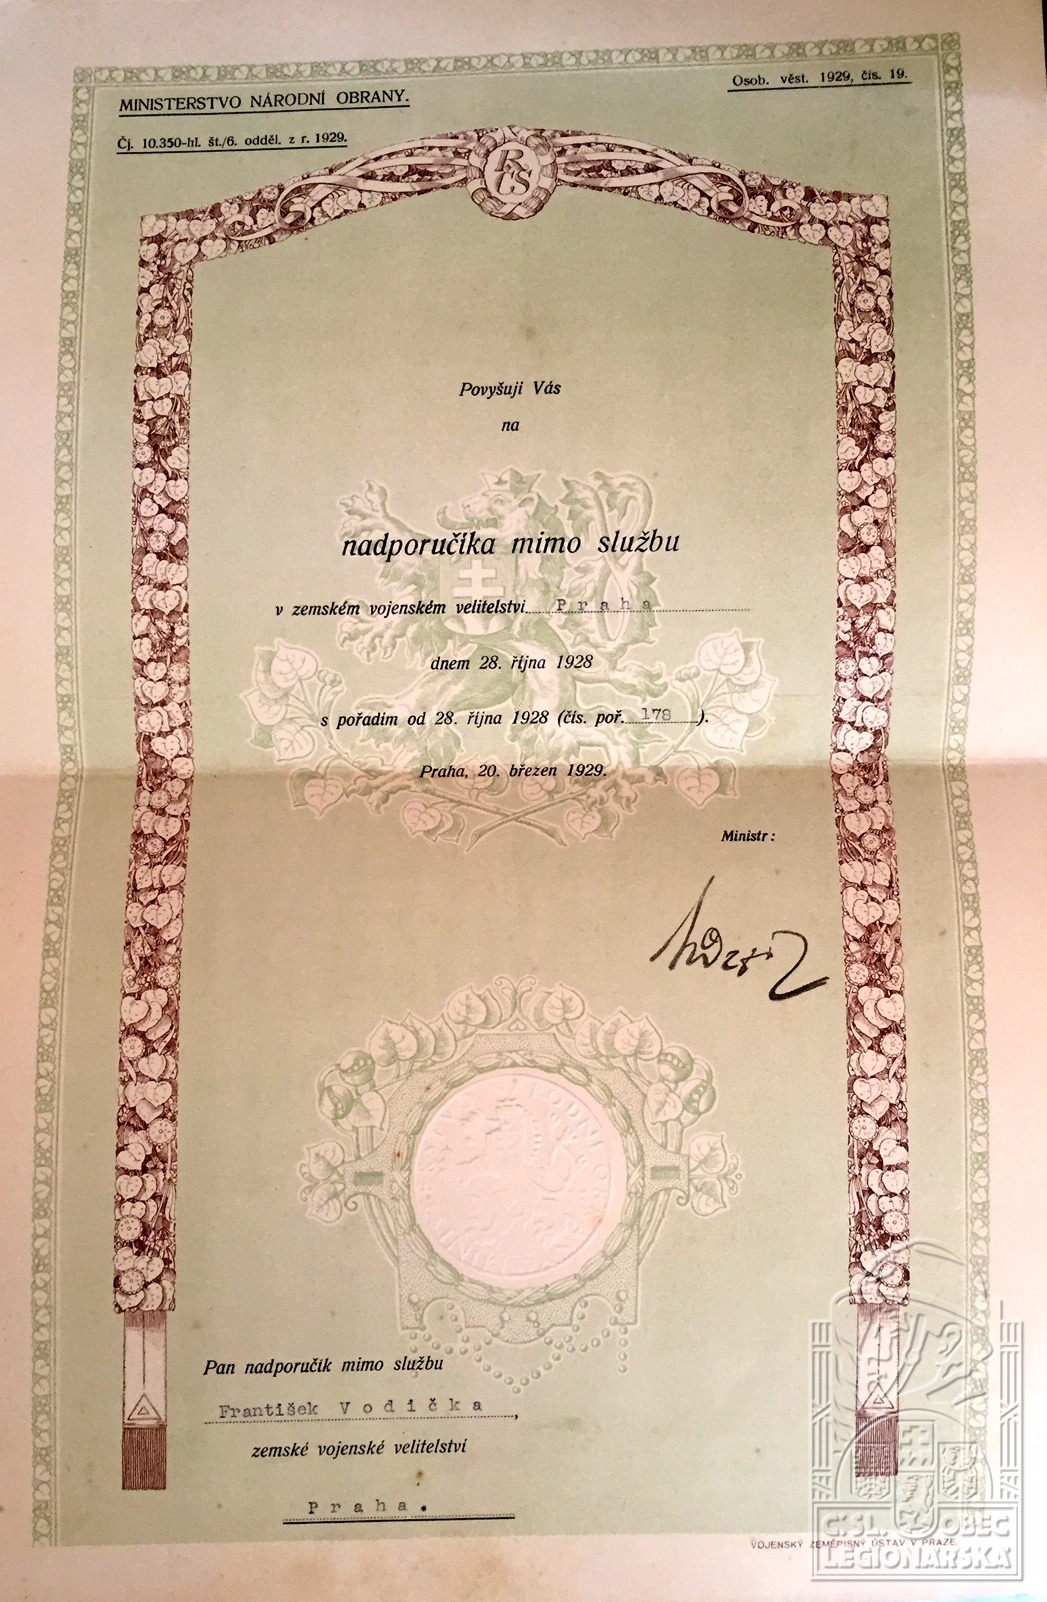 MINISTERSTVO NÁRODNÍ OBRANY.
Osob. věst. 1929, čís. 19.
Čj. 10.350-hl. št./6. odděl. z r. 1929.
RČS
Povyšuji Vás
na
nadporučíka mimo službu
v zemském vojenském velitelství Praha
dnem 28. října 1928
s pořadím od 28. října 1928 (čís. poř. 178).
Praha, 20. březen 1929.
Ministr:
Pan nadporučík mimo službu
František Vodička,
zemské vojenské velitelství
Praha.
VOJENSKÝ ZEMĚPISNÝ ÚSTAV V PRAZE.
ČSL. OBEC
LEGIONÁŘSKÁ